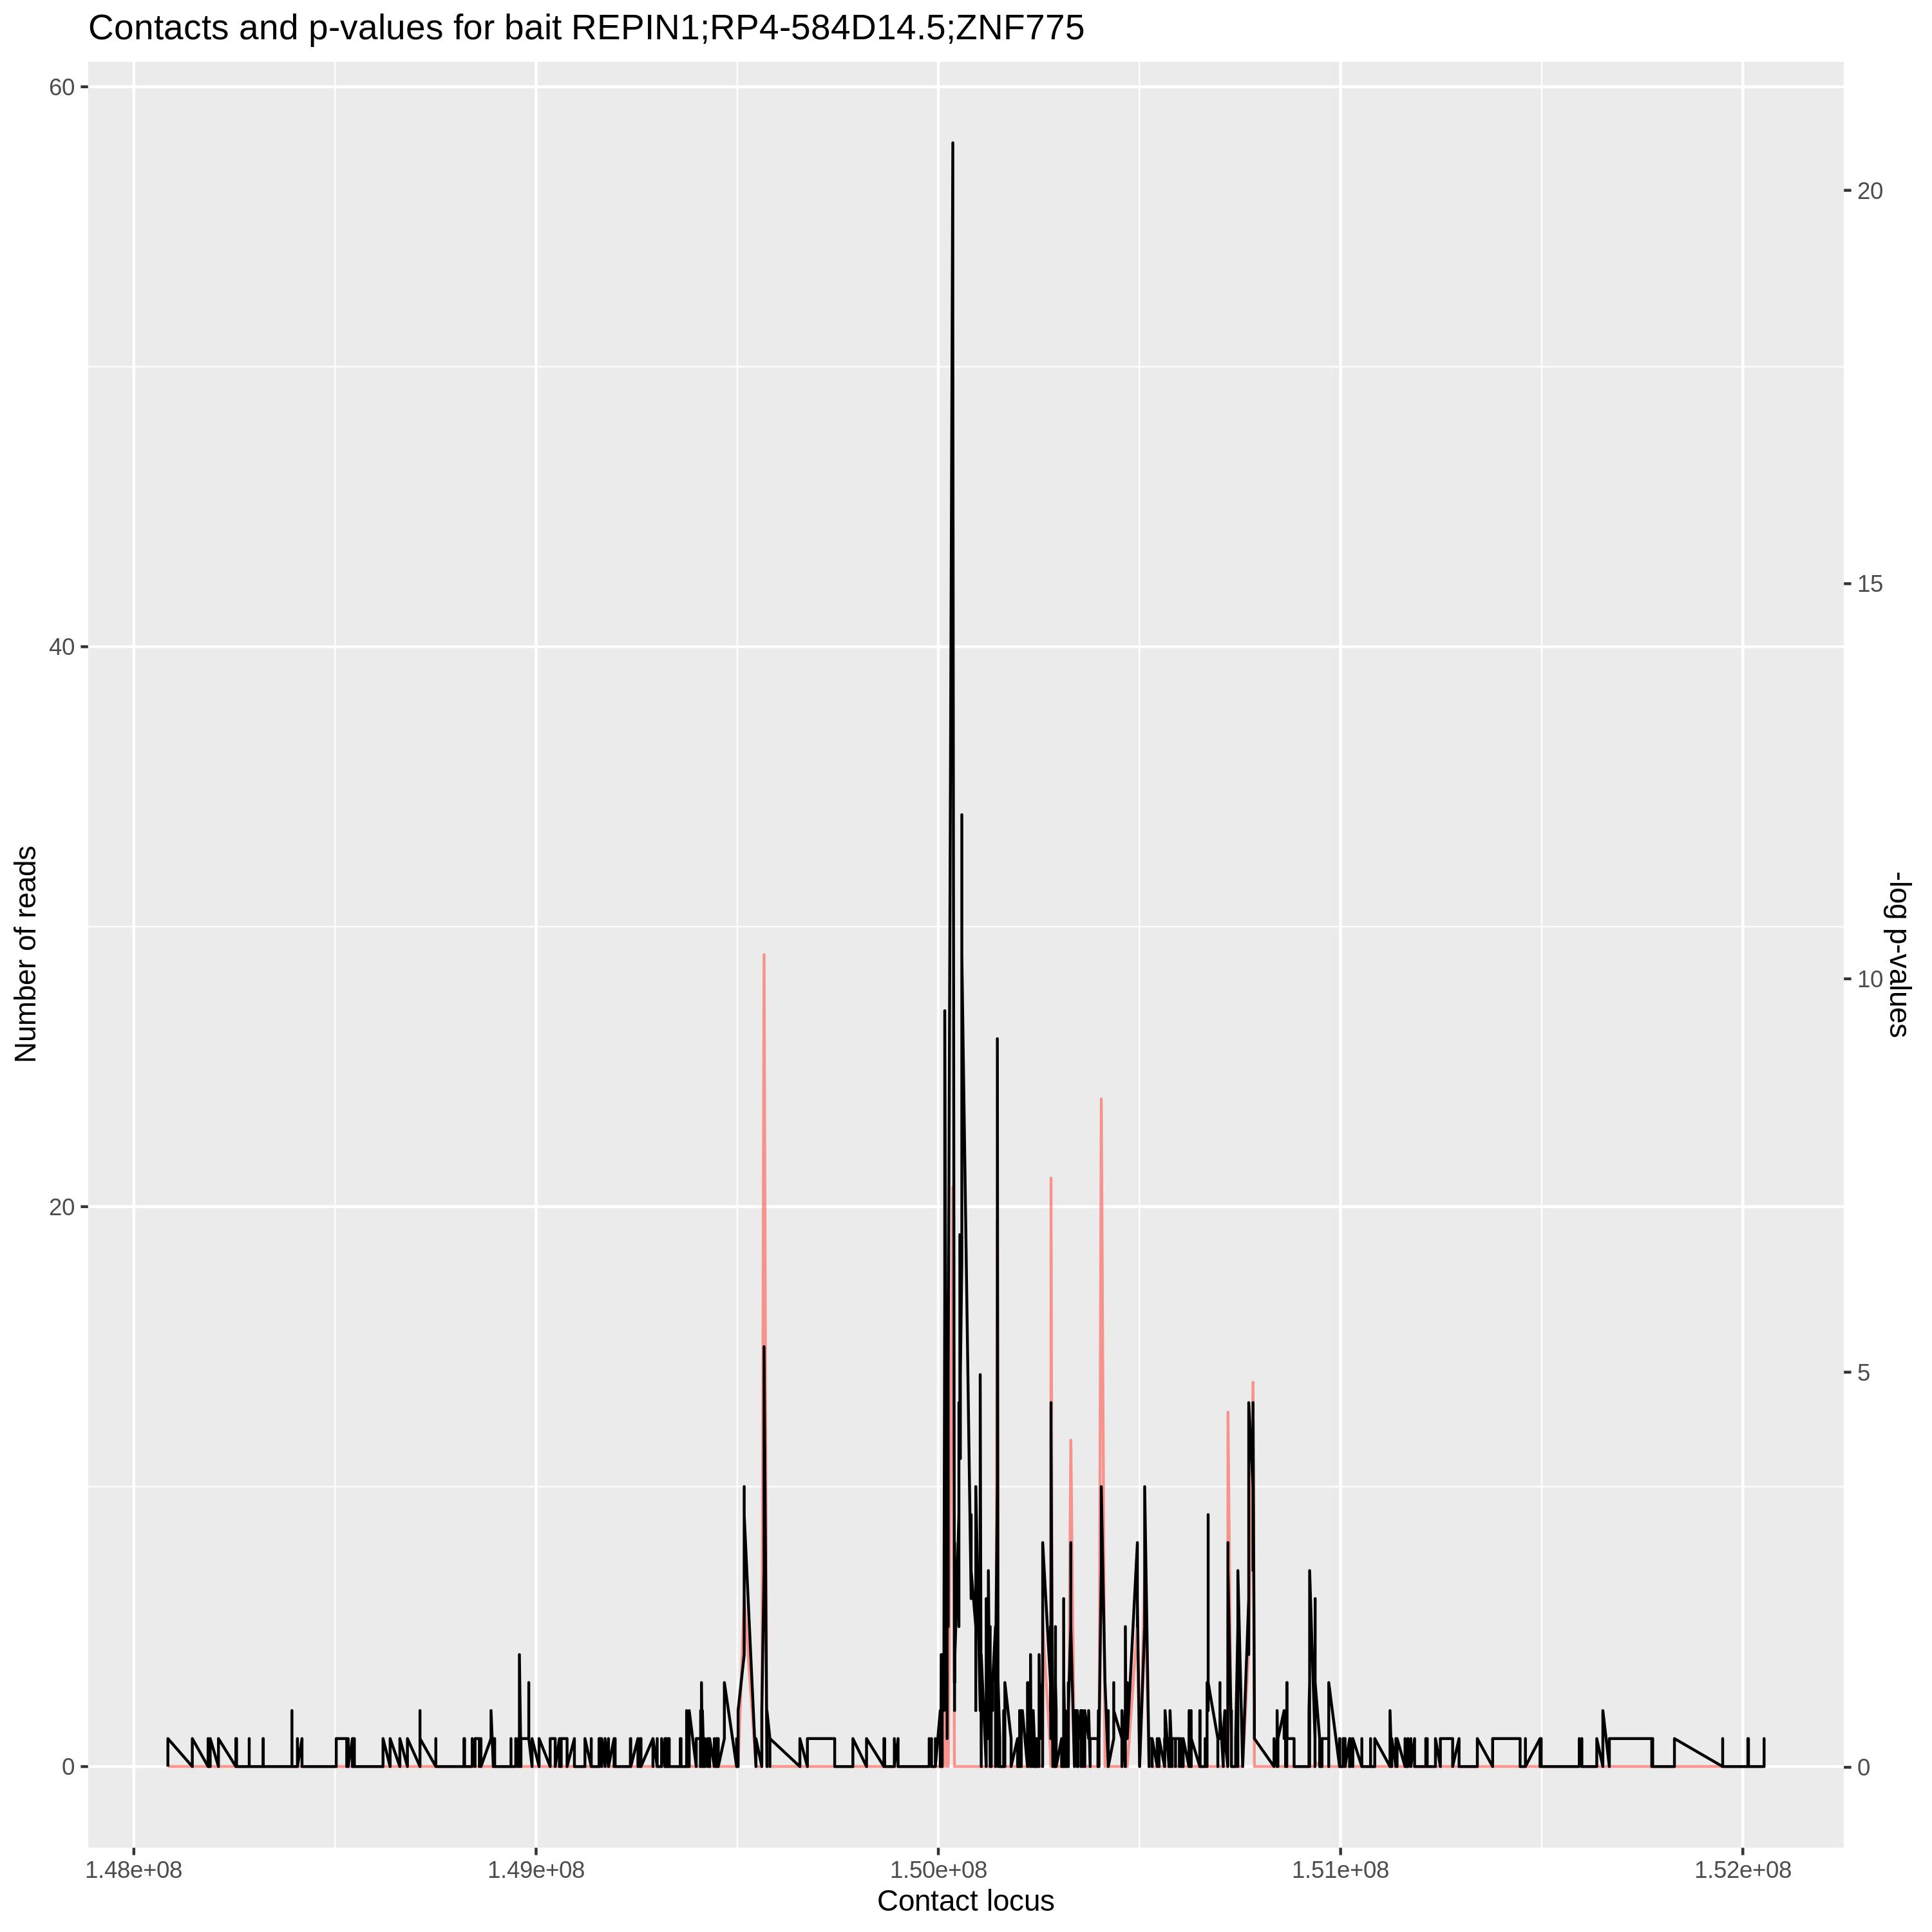 Contacts and p-values for bait REPIN1;RP4-584D14.5;ZNF775
60
40
20
0
Number of reads
20
15
10
5
0
-log p-values
1.48e+08
1.49e+08
1.50e+08
1.51e+08
1.52e+08
Contact locus